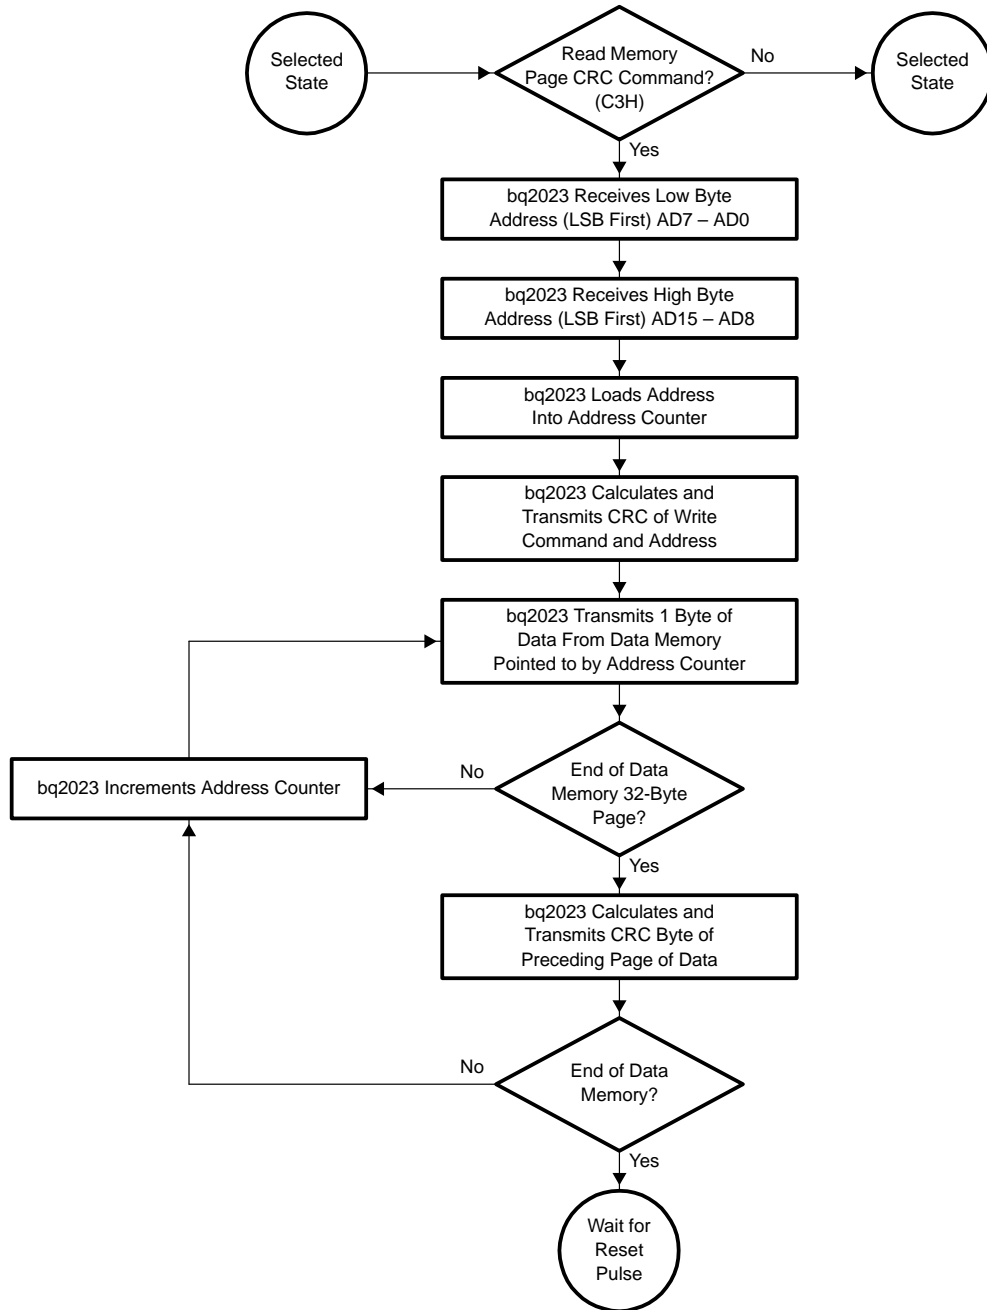 Selected
State
Read Memory
Page CRC Command?
(C3H)
No
Selected
State
Yes
bq2023 Receives Low Byte
Address (LSB First) AD7 – AD0
bq2023 Receives High Byte
Address (LSB First) AD15 – AD8
bq2023 Loads Address
Into Address Counter
bq2023 Calculates and
Transmits CRC of Write
Command and Address
bq2023 Transmits 1 Byte of
Data From Data Memory
Pointed to by Address Counter
bq2023 Increments Address Counter
No
End of Data
Memory 32-Byte
Page?
Yes
bq2023 Calculates and
Transmits CRC Byte of
Preceding Page of Data
No
End of Data
Memory?
Yes
Wait for
Reset
Pulse